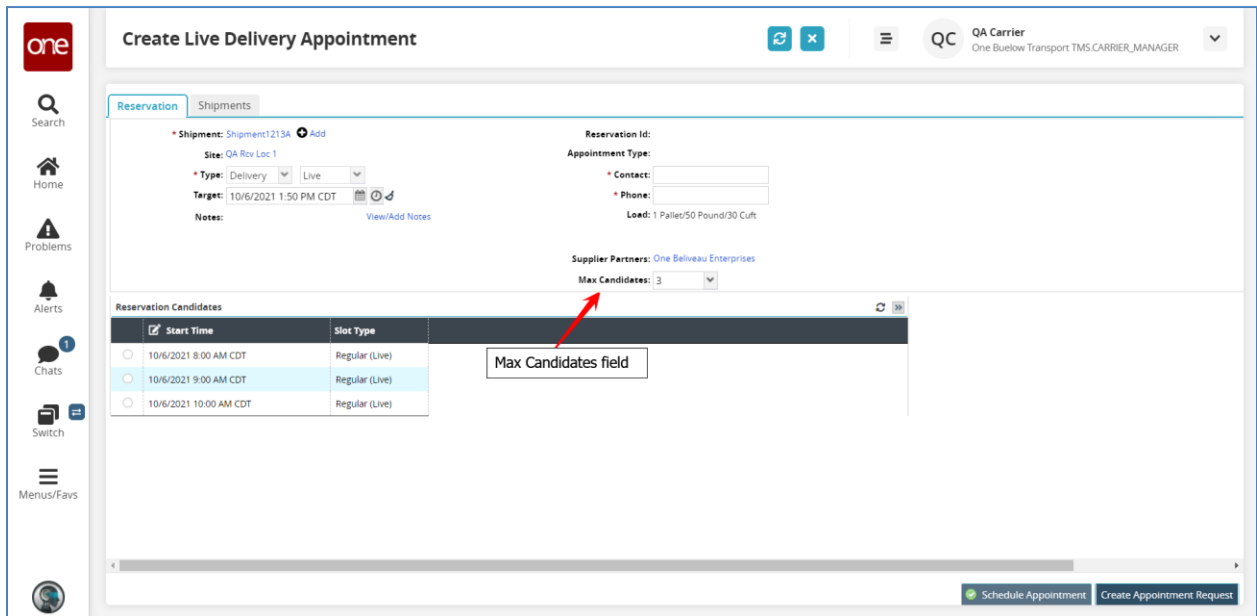 one
Create Live Delivery Appointment
QC
QA Carrier
One Buelow Transport TMS.CARRIER_MANAGER
Search
Home
Problems
Alerts
1
Chats
Switch
Menus/Favs
Reservation
Shipments
* Shipment: Shipment1213A Add
Site: QA Rcv Loc 1
* Type: Delivery Live
Target: 10/6/2021 1:50 PM CDT
Notes: View/Add Notes
Reservation Id:
Appointment Type:
* Contact:
* Phone:
Load: 1 Pallet/50 Pound/30 Cuft
Supplier Partners: One Beliveau Enterprises
Max Candidates: 3
Reservation Candidates
Start Time Slot Type
10/6/2021 8:00 AM CDT Regular (Live)
10/6/2021 9:00 AM CDT Regular (Live)
10/6/2021 10:00 AM CDT Regular (Live)
Max Candidates field
Schedule Appointment
Create Appointment Request